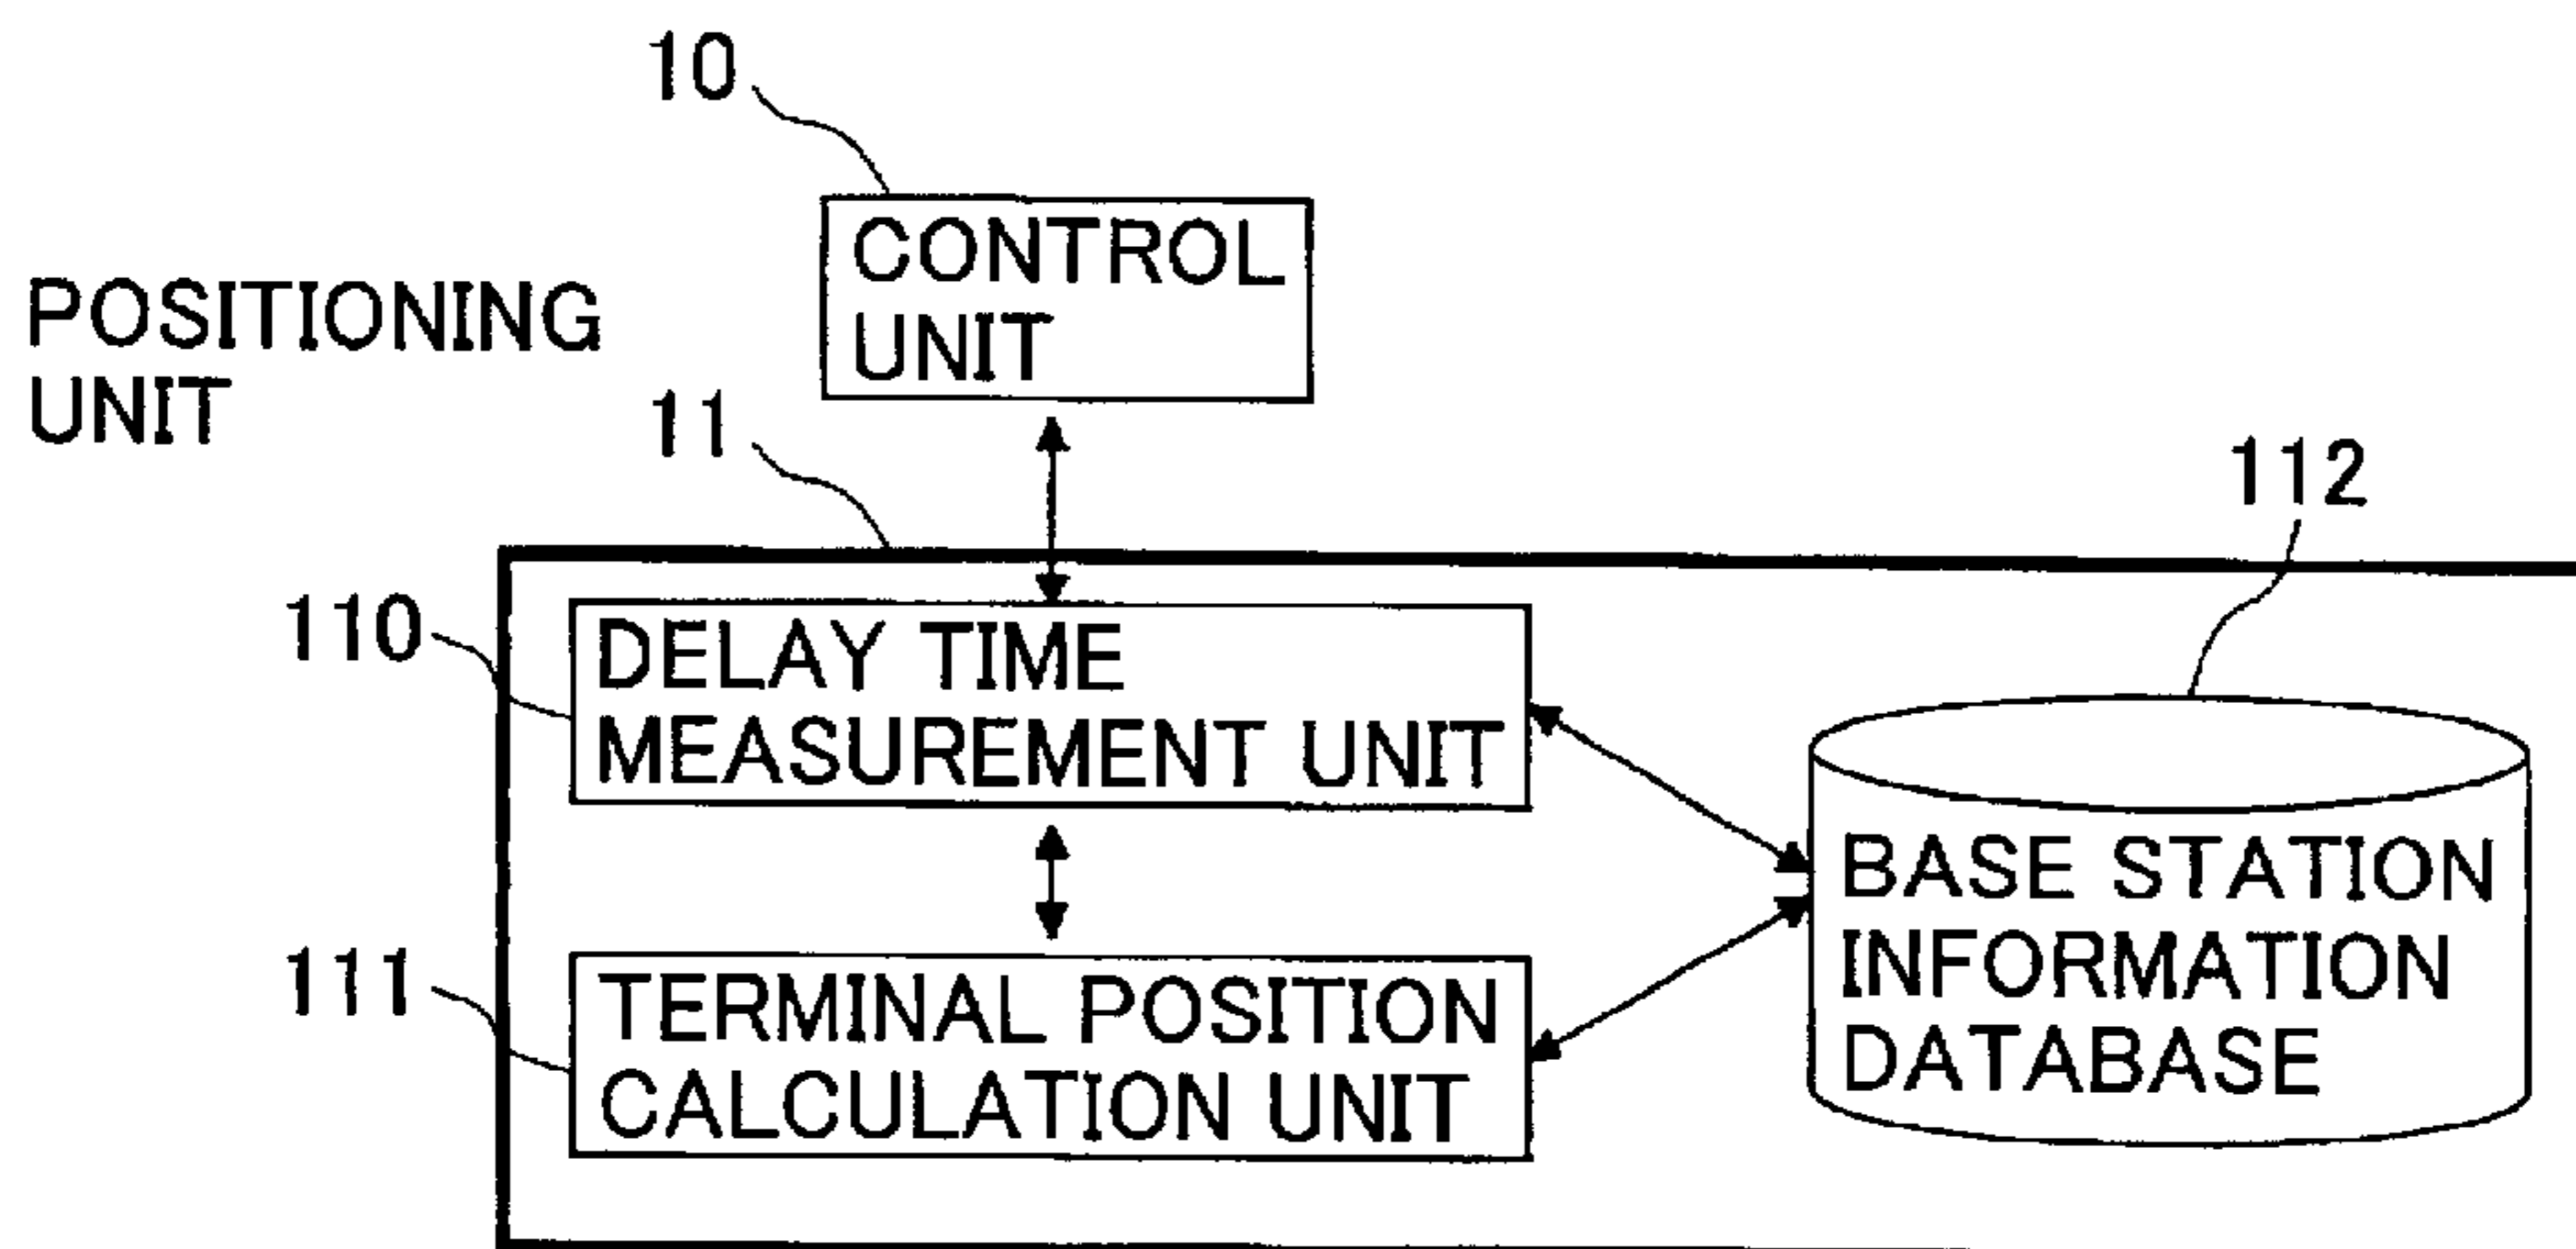 10
CONTROL
UNIT
POSITIONING
UNIT
11
112
110
DELAY TIME
MEASUREMENT UNIT
BASE STATION
INFORMATION
DATABASE
111
TERMINAL POSITION
CALCULATION UNIT